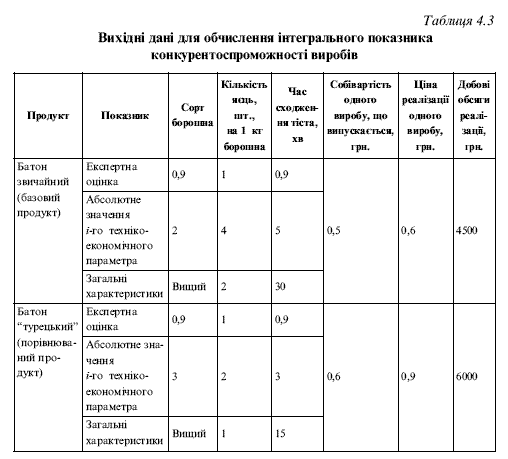 Таблиця 4.3
Вихідні дані для обчислення інтегрального показника
конкурентоспроможності виробів
Продукт
Показник
Сорт
борошна
Кількість
яєць,
шт.,
на 1 кг
борошна
Час
сходжен-
ня тіста,
хв
Собівартість
одного
виробу, що
випускається,
грн.
Ціна
реалізації
одного
виробу,
грн.
Добові
обсяги
реалі-
зації,
грн.
Батон
звичайний
(базовий
продукт)
Експертна
оцінка
0,9
1
0,9
Абсолютне
значення
i-го техніко-
економічного
параметра
2
4
5
0,5
0,6
4500
Загальні
характеристики
Вищий
2
30
Батон
“турецький”
(порівнюва-
ний про-
дукт)
Експертна
оцінка
0,9
1
0,9
Абсолютне зна-
чення
i-го техніко-
економічного
параметра
3
2
3
0,6
0,9
6000
Загальні
характеристики
Вищий
1
15